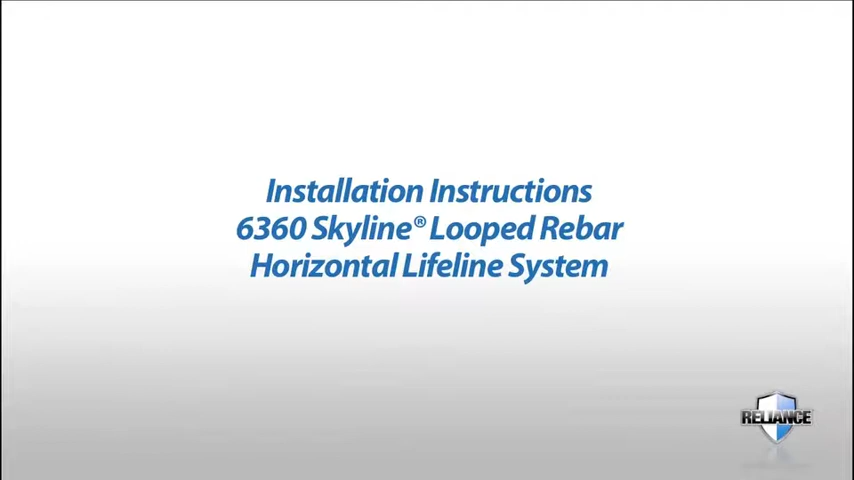 Installation Instructions
6360 Skyline® Looped Rebar
Horizontal Lifeline System
RELIANCE